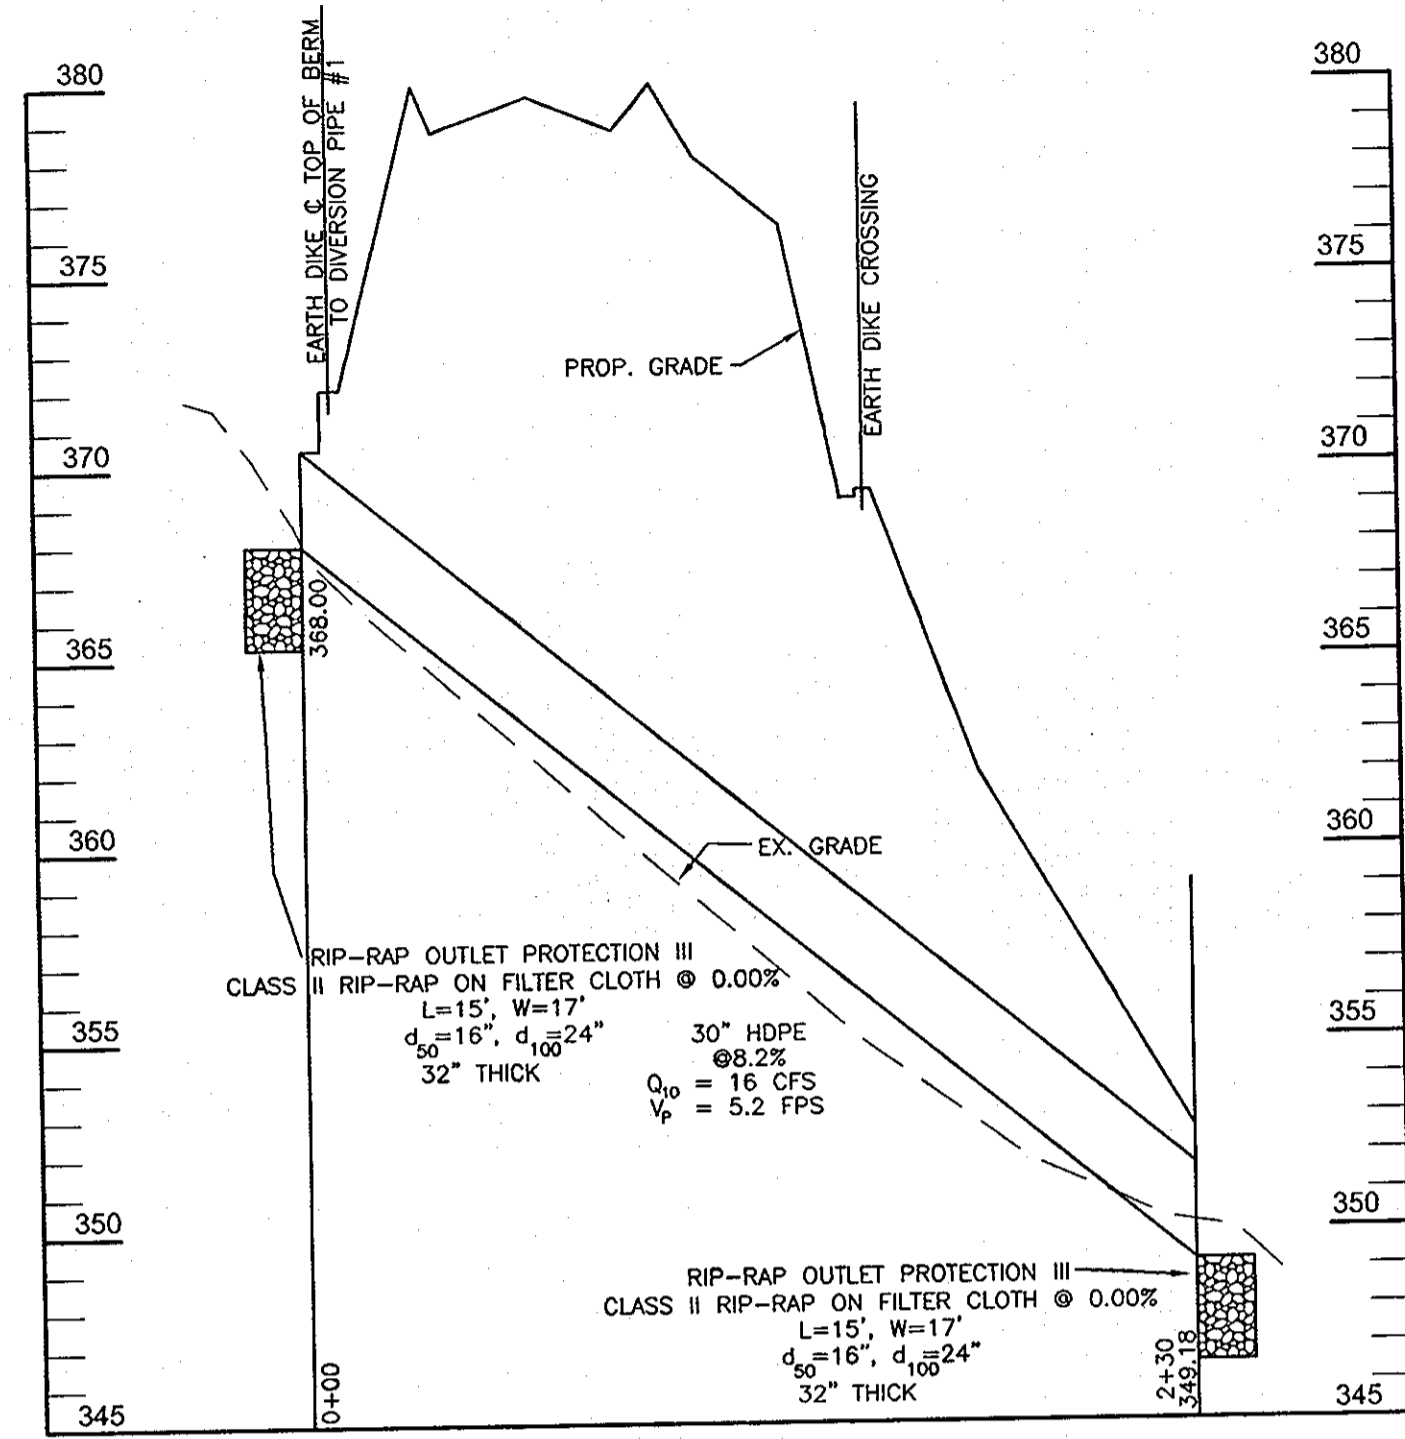 380
375
370
365
360
355
350
345
EARTH DIKE ℄ TOP OF BERM
TO DIVERSION PIPE #1
EARTH DIKE CROSSING
PROP. GRADE
368.00
EX. GRADE
RIP-RAP OUTLET PROTECTION III
CLASS II RIP-RAP ON FILTER CLOTH @ 0.00%
L=15', W=17'
d50=16", d100=24"
32" THICK
30" HDPE
@8.2%
Q10 = 16 CFS
VP = 5.2 FPS
RIP-RAP OUTLET PROTECTION III
CLASS II RIP-RAP ON FILTER CLOTH @ 0.00%
L=15', W=17'
d50=16", d100=24"
32" THICK
0+00
2+30
349.18
380
375
370
365
360
355
350
345